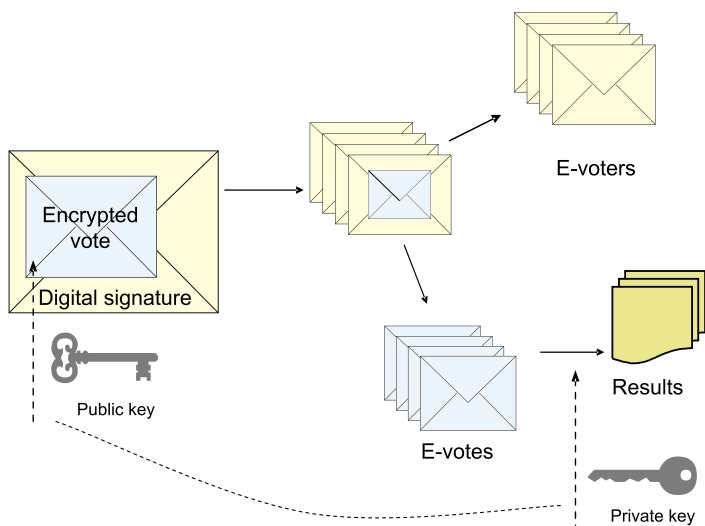 E-voters
Encrypted
vote
Digital signature
Public key
E-votes
Results
Private key